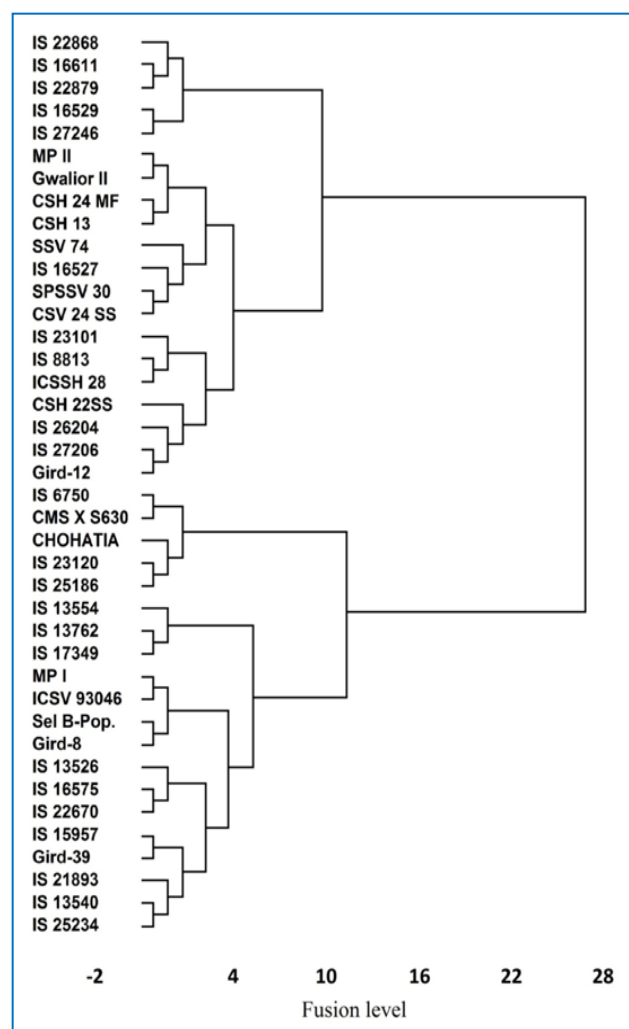 IS 22868
IS 16611
IS 22879
IS 16529
IS 27246
MP II
Gwalior II
CSH 24 MF
CSH 13
SSV 74
IS 16527
SPSSV 30
CSV 24 SS
IS 23101
IS 8813
ICSSH 28
CSH 22SS
IS 26204
IS 27206
Gird-12
IS 6750
CMS X S630
CHOHATIA
IS 23120
IS 25186
IS 13554
IS 13762
IS 17349
MP I
ICSV 93046
Sel B-Pop.
Gird-8
IS 13526
IS 16575
IS 22670
IS 15957
Gird-39
IS 21893
IS 13540
IS 25234
-2 4 10 16 22 28
Fusion level